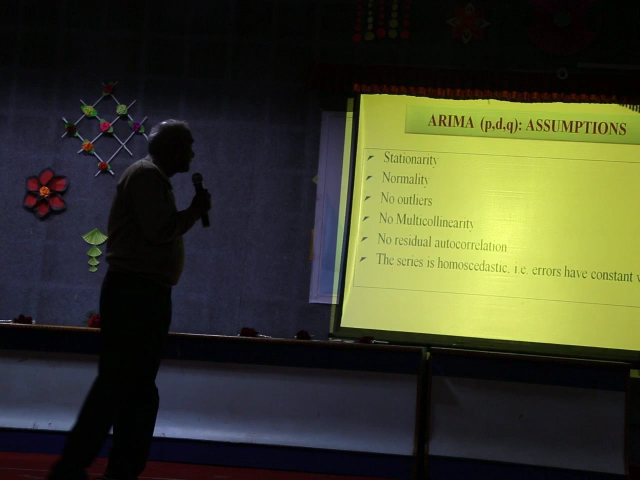 ARIMA (p,d,q): ASSUMPTIONS
Stationarity
Normality
No outliers
No Multicollinearity
No residual autocorrelation
The series is homoscedastic, i.e. errors have constant